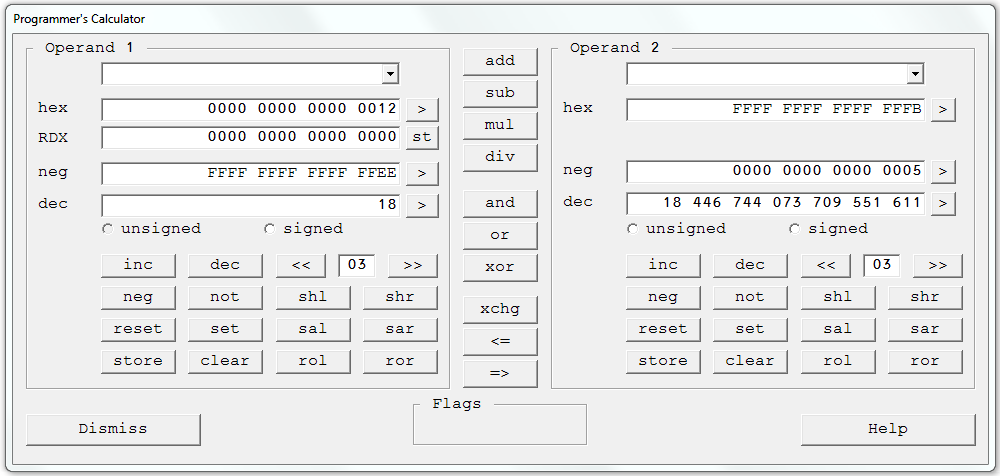 Programmer's Calculator
Operand 1
hex 0000 0000 0000 0012 >
RDX 0000 0000 0000 0000 st
neg FFFF FFFF FFFF FFEE >
dec 18 >
unsigned signed
inc dec << 03 >>
neg not shl shr
reset set sal sar
store clear rol ror
add
sub
mul
div
and
or
xor
xchg
<=
=>
Operand 2
hex FFFF FFFF FFFF FFFB >
neg 0000 0000 0000 0005 >
dec 18 446 744 073 709 551 611 >
unsigned signed
inc dec << 03 >>
neg not shl shr
reset set sal sar
store clear rol ror
Flags
Dismiss
Help